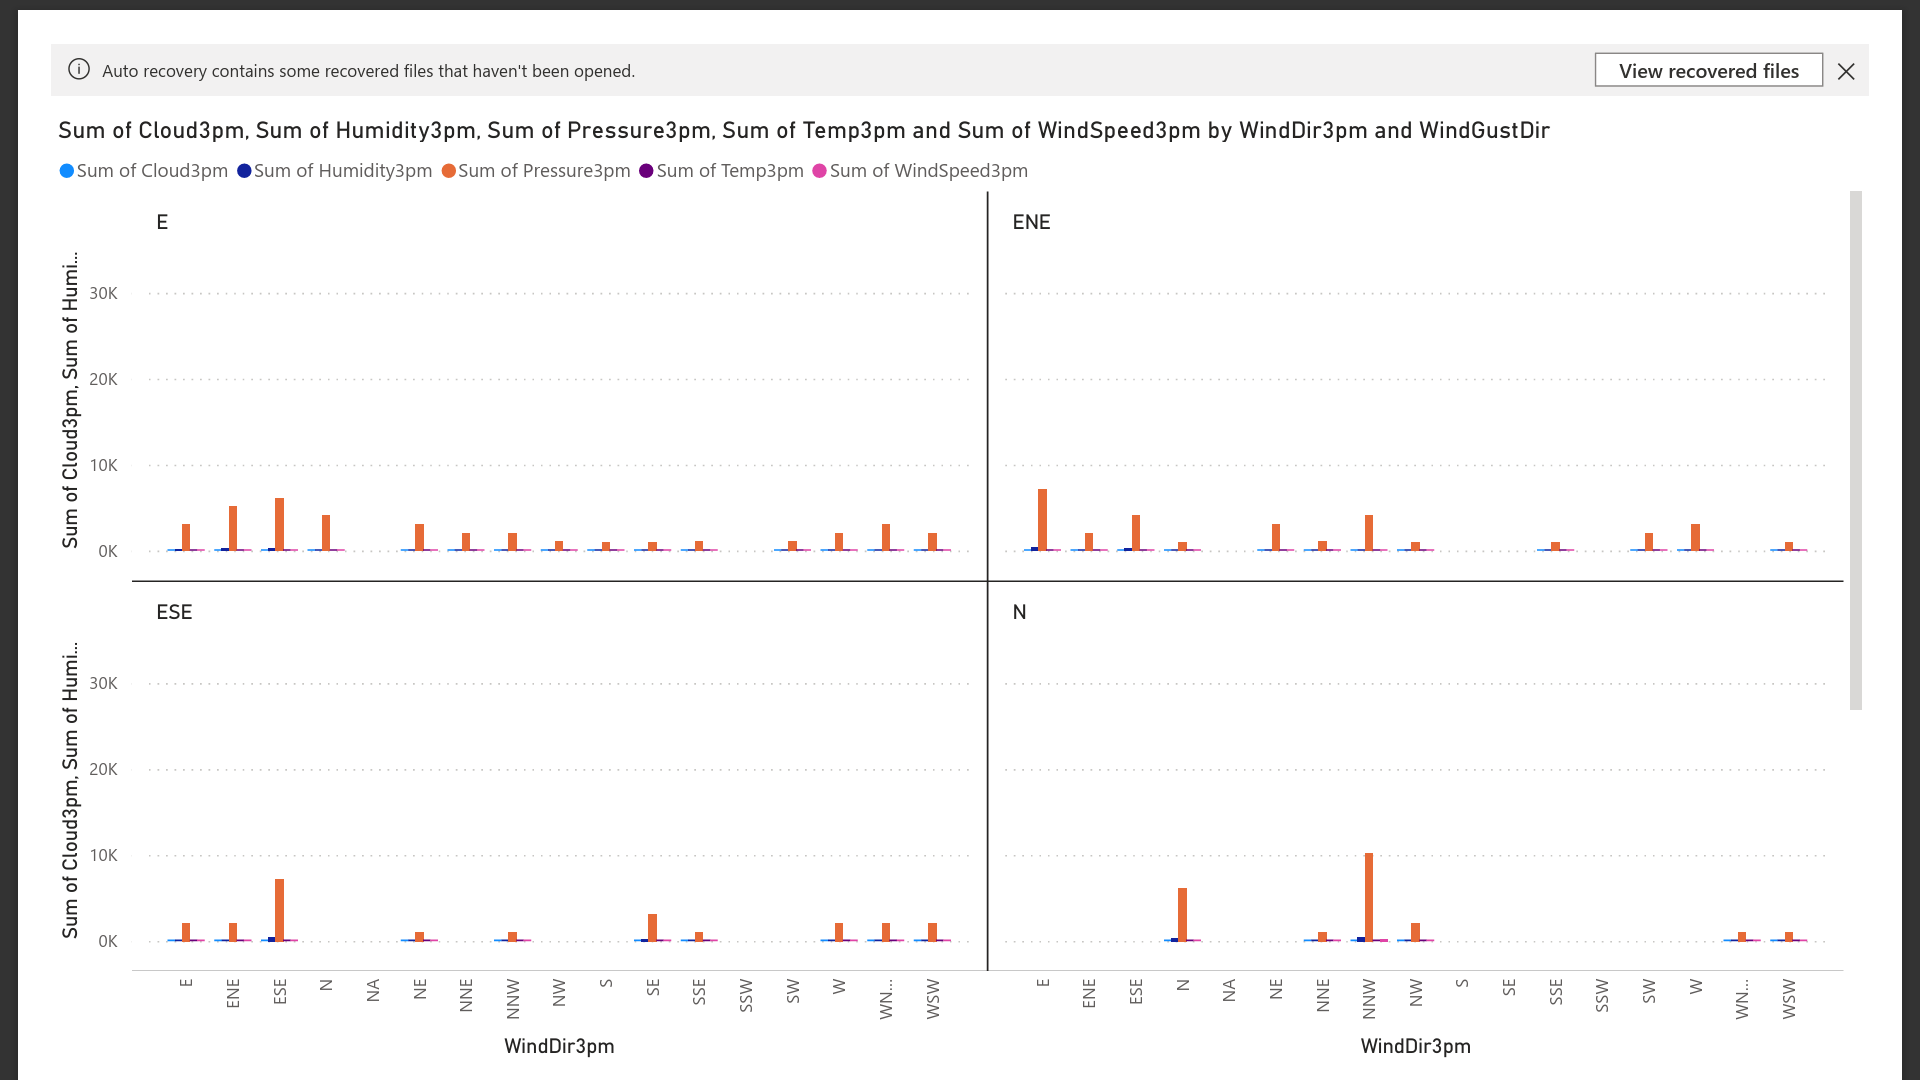 Auto recovery contains some recovered files that haven't been opened.
View recovered files
Sum of Cloud3pm, Sum of Humidity3pm, Sum of Pressure3pm, Sum of Temp3pm and Sum of WindSpeed3pm by WindDir3pm and WindGustDir
Sum of Cloud3pm Sum of Humidity3pm Sum of Pressure3pm Sum of Temp3pm Sum of WindSpeed3pm
E
ENE
Sum of Cloud3pm, Sum of Humi...
30K
20K
10K
0K
ESE
N
Sum of Cloud3pm, Sum of Humi...
30K
20K
10K
0K
E ENE ESE N NA NE NNE NNW NW S SE SSE SSW SW W WN... WSW
E ENE ESE N NA NE NNE NNW NW S SE SSE SSW SW W WN... WSW
WindDir3pm
WindDir3pm